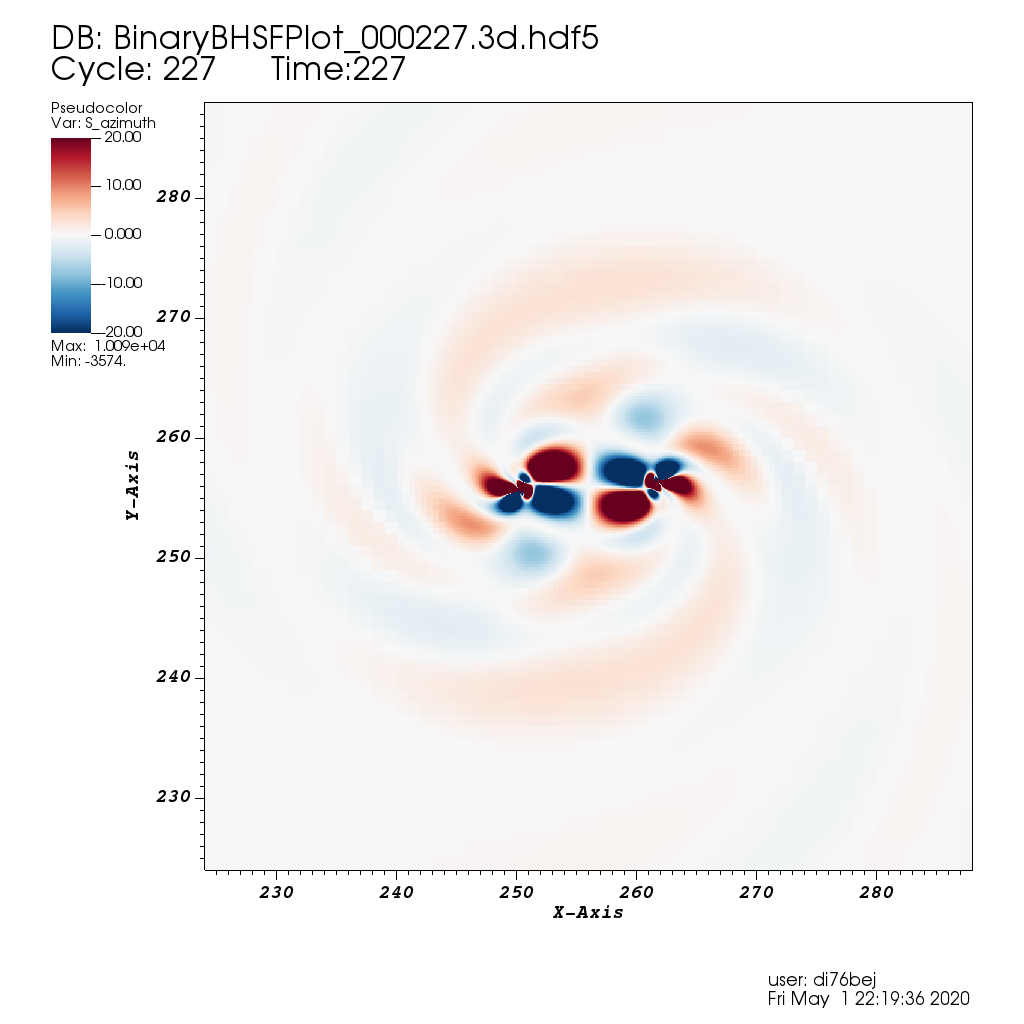 DB: BinaryBHSFPlot_000227.3d.hdf5
Cycle: 227 Time:227
Pseudocolor
Var: S_azimuth
20.00
10.00
0.000
-10.00
-20.00
Max: 1.009e+04
Min: -3574.
280
270
260
250
240
230
Y-Axis
230 240 250 260 270 280
X-Axis
user: di76bej
Fri May 1 22:19:36 2020